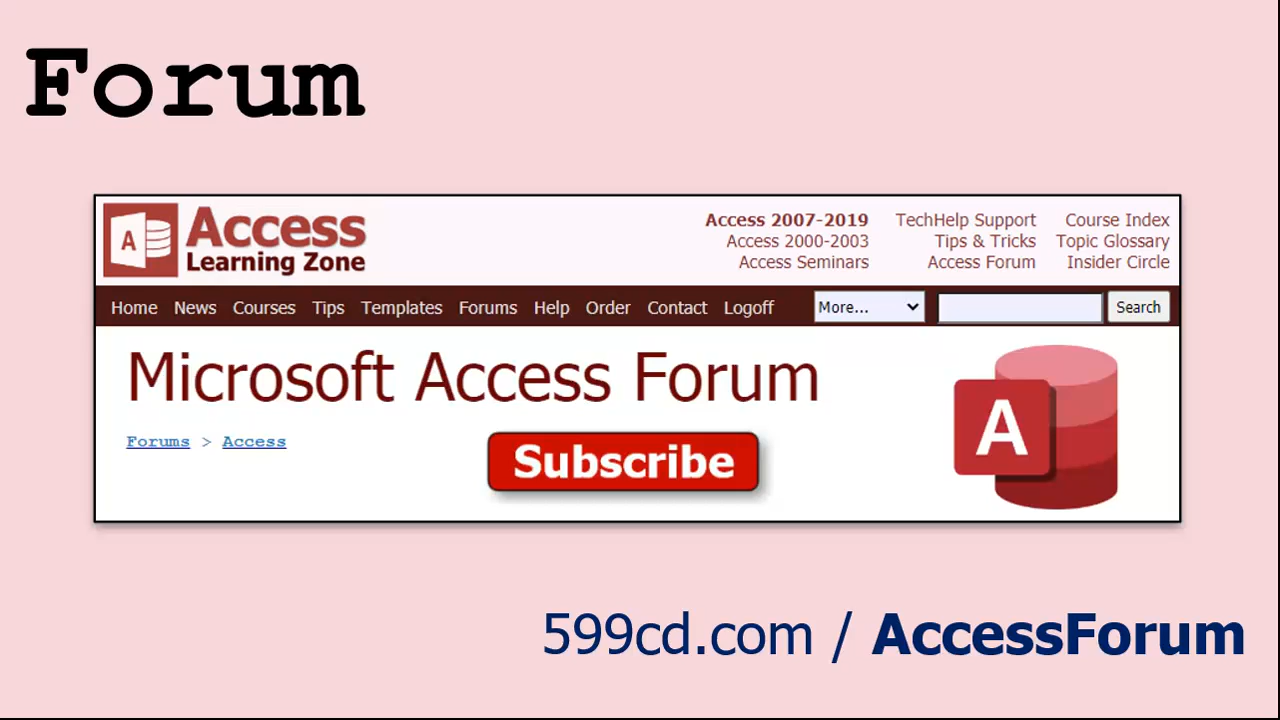 Forum
A
Access
Learning Zone
Access 2007-2019 TechHelp Support Course Index
Access 2000-2003 Tips & Tricks Topic Glossary
Access Seminars Access Forum Insider Circle
Home News Courses Tips Templates Forums Help Order Contact Logoff More... Search
Microsoft Access Forum
Forums > Access
Subscribe
A
599cd.com / AccessForum